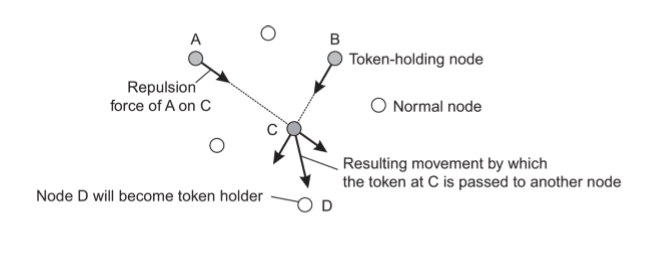 A
B
Token-holding node
Repulsion
force of A on C
Normal node
C
Resulting movement by which
the token at C is passed to another node
Node D will become token holder
D